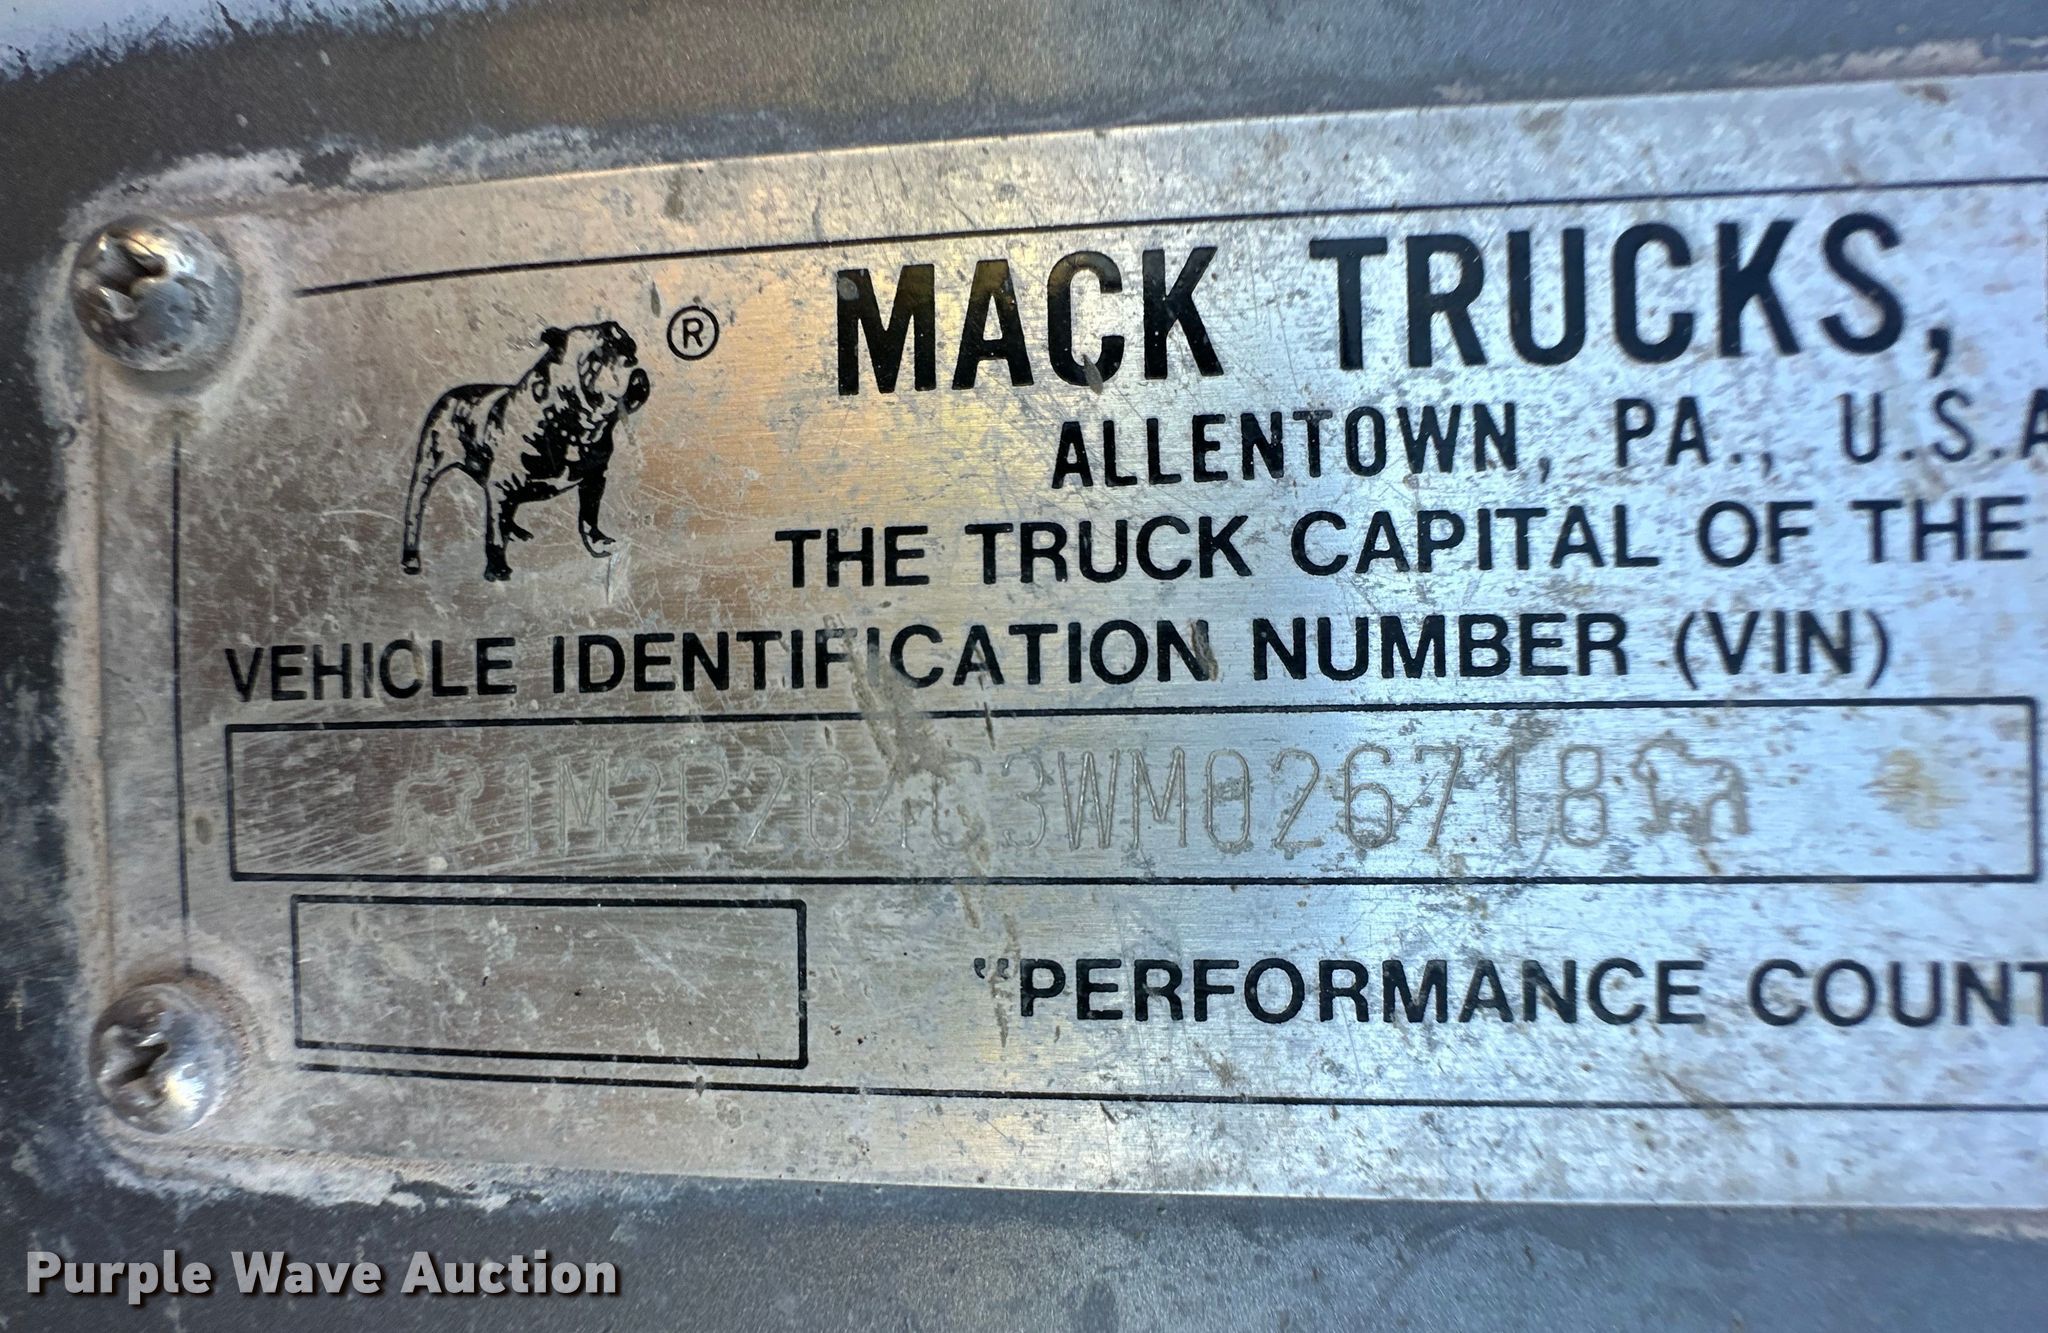 ® MACK TRUCKS,
ALLENTOWN, PA., U.S.A
THE TRUCK CAPITAL OF THE
VEHICLE IDENTIFICATION NUMBER (VIN)
1M2P264C3WM026718
"PERFORMANCE COUNT
Purple Wave Auction